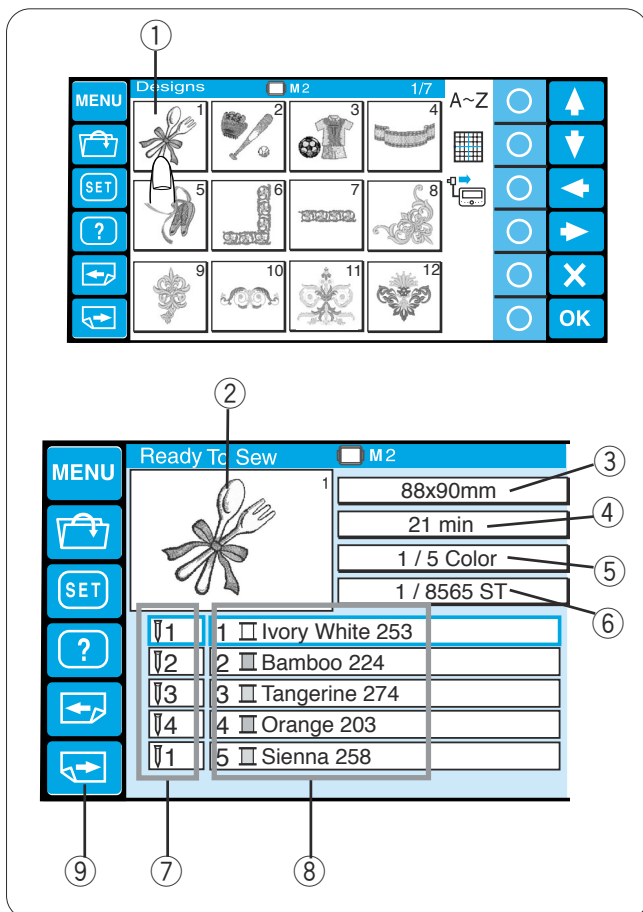 ①
MENU Designs M2 1/7
1 2 3 4 A~Z
SET 5 6 7 8
?
9 10 11 12
X
OK
②
MENU Ready To Sew M2 ③
1 88x90mm
④
21 min
SET 1 / 5 Color ⑤
1 / 8565 ST ⑥
1 1 Ivory White 253
? 2 2 Bamboo 224
3 3 Tangerine 274
4 4 Orange 203
1 5 Sienna 258
⑨ ⑦ ⑧